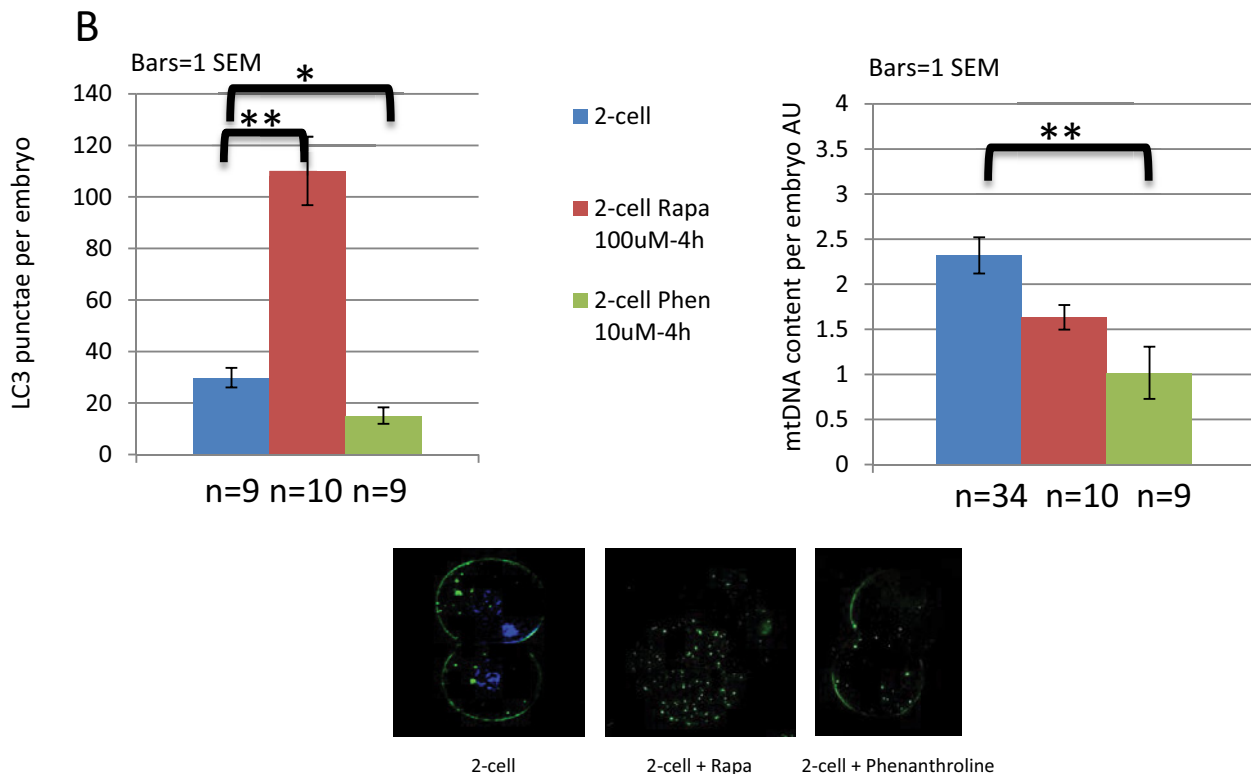 B
Bars=1 SEM
*
**
140
120
100
80
60
40
20
0
LC3 punctae per embryo
n=9 n=10 n=9
2-cell
2-cell Rapa
100uM-4h
2-cell Phen
10uM-4h
Bars=1 SEM
**
4
3.5
3
2.5
2
1.5
1
0.5
0
mtDNA content per embryo AU
n=34 n=10 n=9
2-cell
2-cell + Rapa
2-cell + Phenanthroline